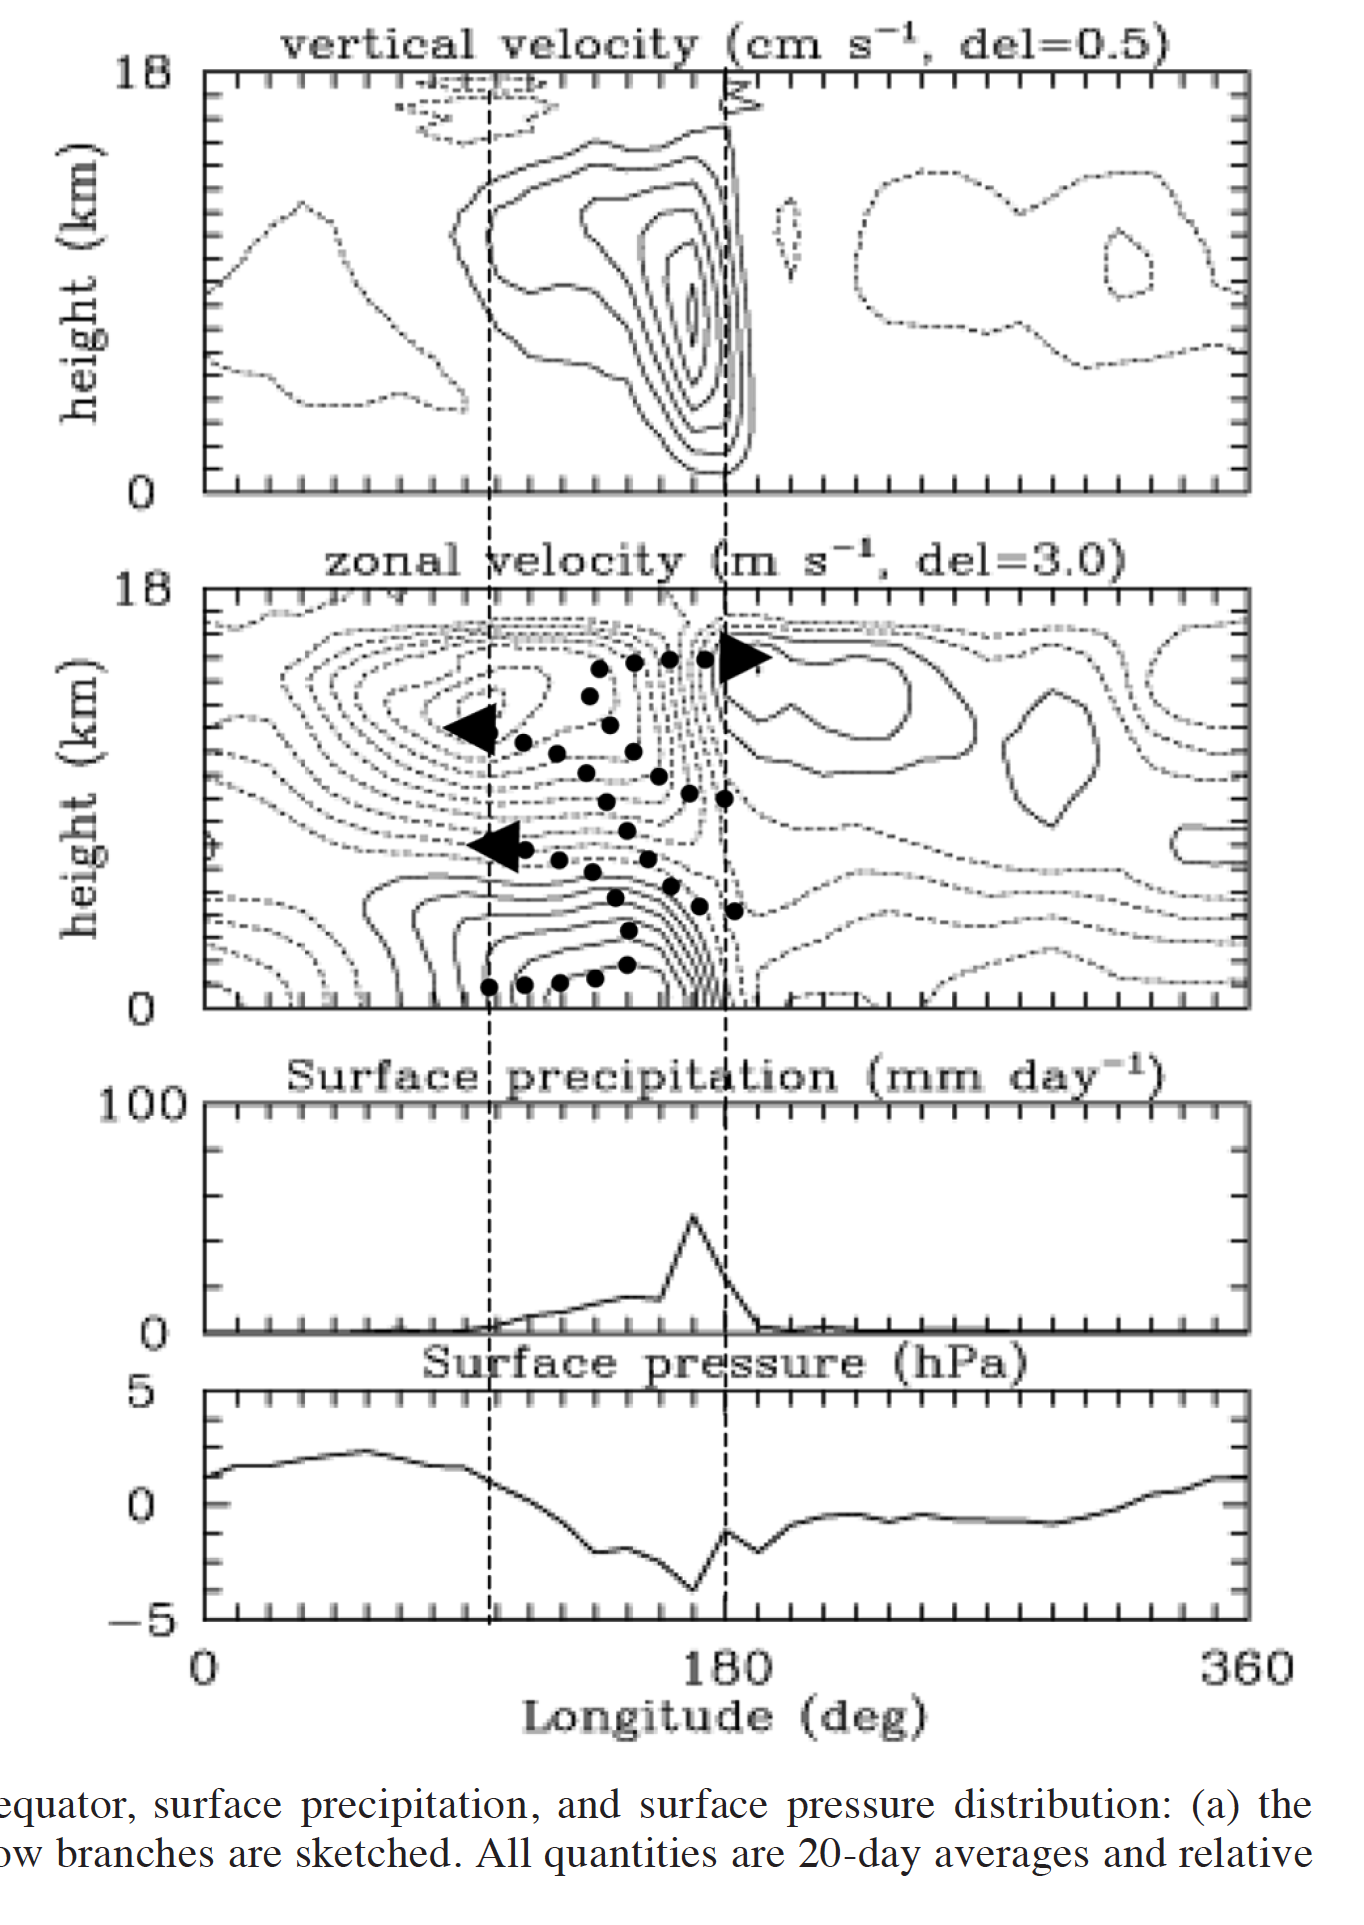 vertical velocity (cm s⁻¹, del=0.5)
18
height (km)
0
zonal velocity (m s⁻¹, del=3.0)
18
height (km)
0
Surface precipitation (mm day⁻¹)
100
0
Surface pressure (hPa)
5
0
−5
0 180 360
Longitude (deg)
equator, surface precipitation, and surface pressure distribution: (a) the
ow branches are sketched. All quantities are 20-day averages and relative